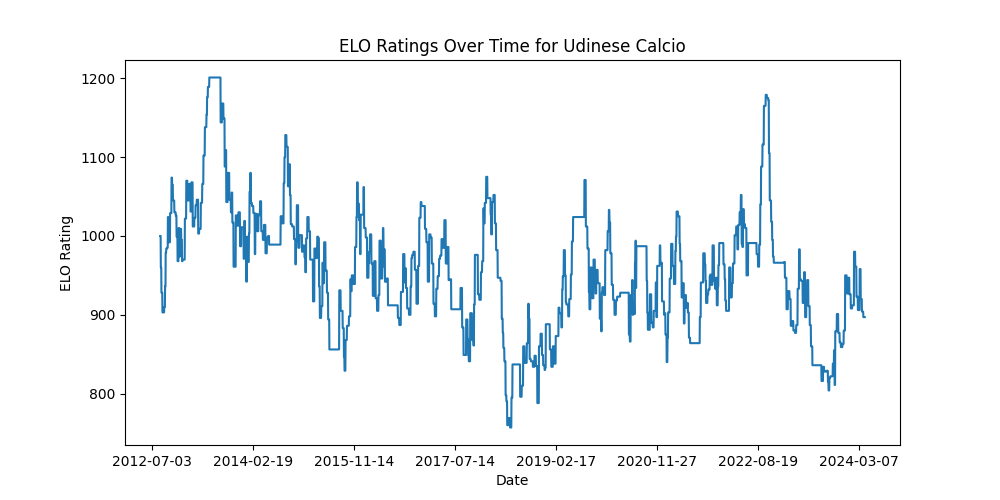 ELO Ratings Over Time for Udinese Calcio
ELO Rating
1200
1100
1000
900
800
2012-07-03 2014-02-19 2015-11-14 2017-07-14 2019-02-17 2020-11-27 2022-08-19 2024-03-07
Date